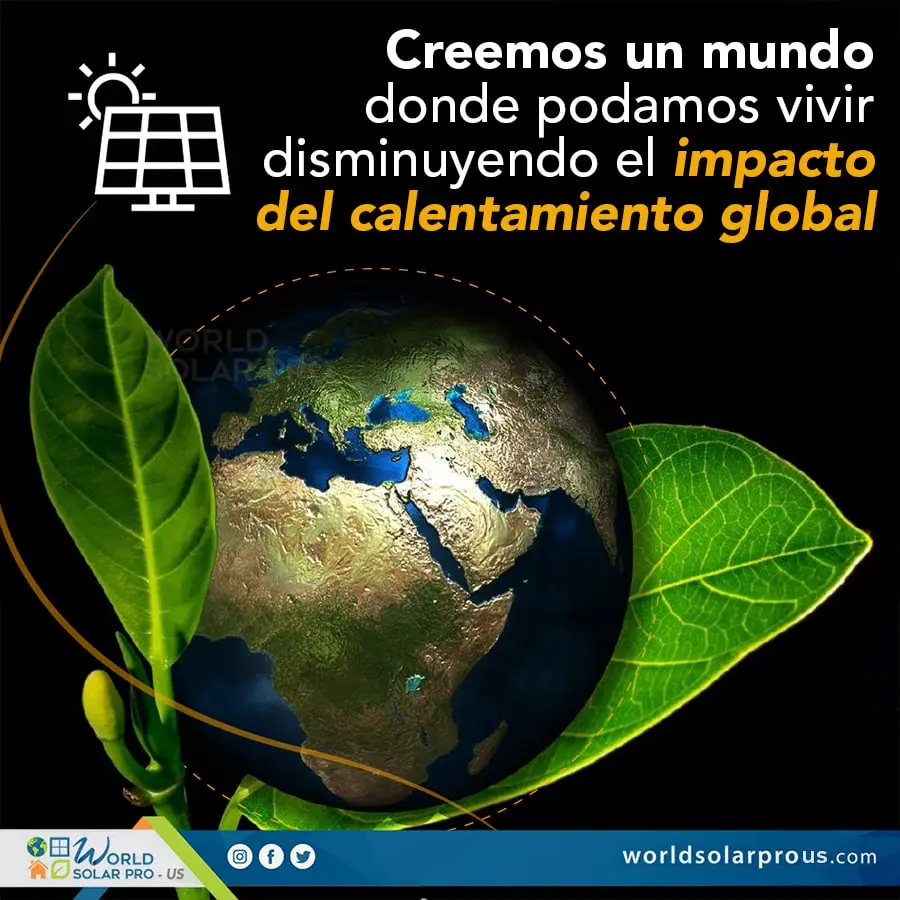 Creemos un mundo
donde podamos vivir
disminuyendo el impacto
del calentamiento global
WORLD
SOLAR PRO
WORLD
SOLAR PRO - US
worldsolarprous.com